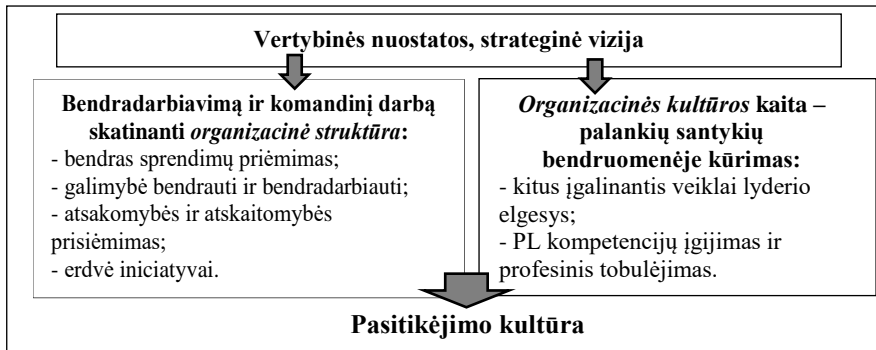 Vertybinės nuostatos, strateginė vizija
Bendradarbiavimą ir komandinį darbą
skatinanti organizacinė struktūra:
- bendras sprendimų priėmimas;
- galimybė bendrauti ir bendradarbiauti;
- atsakomybės ir atskaitomybės
prisiėmimas;
- erdvė iniciatyvai.
Organizacinės kultūros kaita –
palankių santykių
bendruomenėje kūrimas:
- kitus įgalinantis veiklai lyderio
elgesys;
- PL kompetencijų įgijimas ir
profesinis tobulėjimas.
Pasitikėjimo kultūra